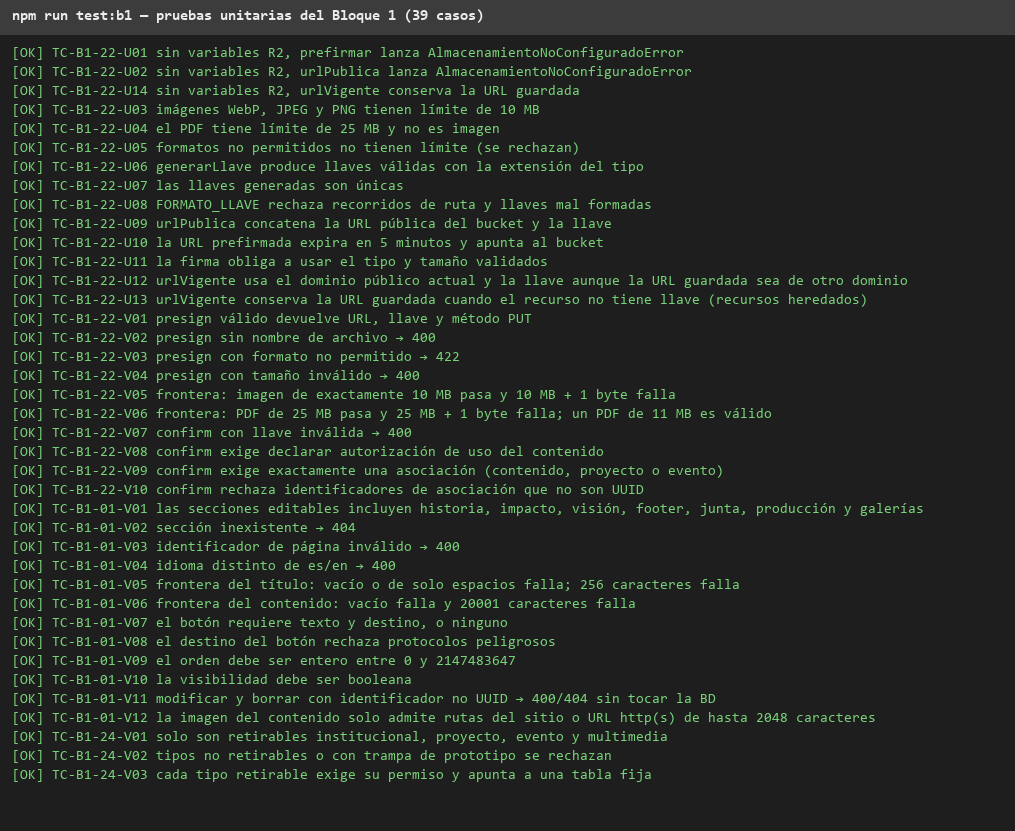 npm run test:b1 — pruebas unitarias del Bloque 1 (39 casos)
[OK] TC-B1-22-U01 sin variables R2, prefirmar lanza AlmacenamientoNoConfiguradoError
[OK] TC-B1-22-U02 sin variables R2, urlPublica lanza AlmacenamientoNoConfiguradoError
[OK] TC-B1-22-U14 sin variables R2, urlVigente conserva la URL guardada
[OK] TC-B1-22-U03 imágenes WebP, JPEG y PNG tienen límite de 10 MB
[OK] TC-B1-22-U04 el PDF tiene límite de 25 MB y no es imagen
[OK] TC-B1-22-U05 formatos no permitidos no tienen límite (se rechazan)
[OK] TC-B1-22-U06 generarLlave produce llaves válidas con la extensión del tipo
[OK] TC-B1-22-U07 las llaves generadas son únicas
[OK] TC-B1-22-U08 FORMATO_LLAVE rechaza recorridos de ruta y llaves mal formadas
[OK] TC-B1-22-U09 urlPublica concatena la URL pública del bucket y la llave
[OK] TC-B1-22-U10 la URL prefirmada expira en 5 minutos y apunta al bucket
[OK] TC-B1-22-U11 la firma obliga a usar el tipo y tamaño validados
[OK] TC-B1-22-U12 urlVigente usa el dominio público actual y la llave aunque la URL guardada sea de otro dominio
[OK] TC-B1-22-U13 urlVigente conserva la URL guardada cuando el recurso no tiene llave (recursos heredados)
[OK] TC-B1-22-V01 presign válido devuelve URL, llave y método PUT
[OK] TC-B1-22-V02 presign sin nombre de archivo → 400
[OK] TC-B1-22-V03 presign con formato no permitido → 422
[OK] TC-B1-22-V04 presign con tamaño inválido → 400
[OK] TC-B1-22-V05 frontera: imagen de exactamente 10 MB pasa y 10 MB + 1 byte falla
[OK] TC-B1-22-V06 frontera: PDF de 25 MB pasa y 25 MB + 1 byte falla; un PDF de 11 MB es válido
[OK] TC-B1-22-V07 confirm con llave inválida → 400
[OK] TC-B1-22-V08 confirm exige declarar autorización de uso del contenido
[OK] TC-B1-22-V09 confirm exige exactamente una asociación (contenido, proyecto o evento)
[OK] TC-B1-22-V10 confirm rechaza identificadores de asociación que no son UUID
[OK] TC-B1-01-V01 las secciones editables incluyen historia, impacto, visión, footer, junta, producción y galerías
[OK] TC-B1-01-V02 sección inexistente → 404
[OK] TC-B1-01-V03 identificador de página inválido → 400
[OK] TC-B1-01-V04 idioma distinto de es/en → 400
[OK] TC-B1-01-V05 frontera del título: vacío o de solo espacios falla; 256 caracteres falla
[OK] TC-B1-01-V06 frontera del contenido: vacío falla y 20001 caracteres falla
[OK] TC-B1-01-V07 el botón requiere texto y destino, o ninguno
[OK] TC-B1-01-V08 el destino del botón rechaza protocolos peligrosos
[OK] TC-B1-01-V09 el orden debe ser entero entre 0 y 2147483647
[OK] TC-B1-01-V10 la visibilidad debe ser booleana
[OK] TC-B1-01-V11 modificar y borrar con identificador no UUID → 400/404 sin tocar la BD
[OK] TC-B1-01-V12 la imagen del contenido solo admite rutas del sitio o URL http(s) de hasta 2048 caracteres
[OK] TC-B1-24-V01 solo son retirables institucional, proyecto, evento y multimedia
[OK] TC-B1-24-V02 tipos no retirables o con trampa de prototipo se rechazan
[OK] TC-B1-24-V03 cada tipo retirable exige su permiso y apunta a una tabla fija